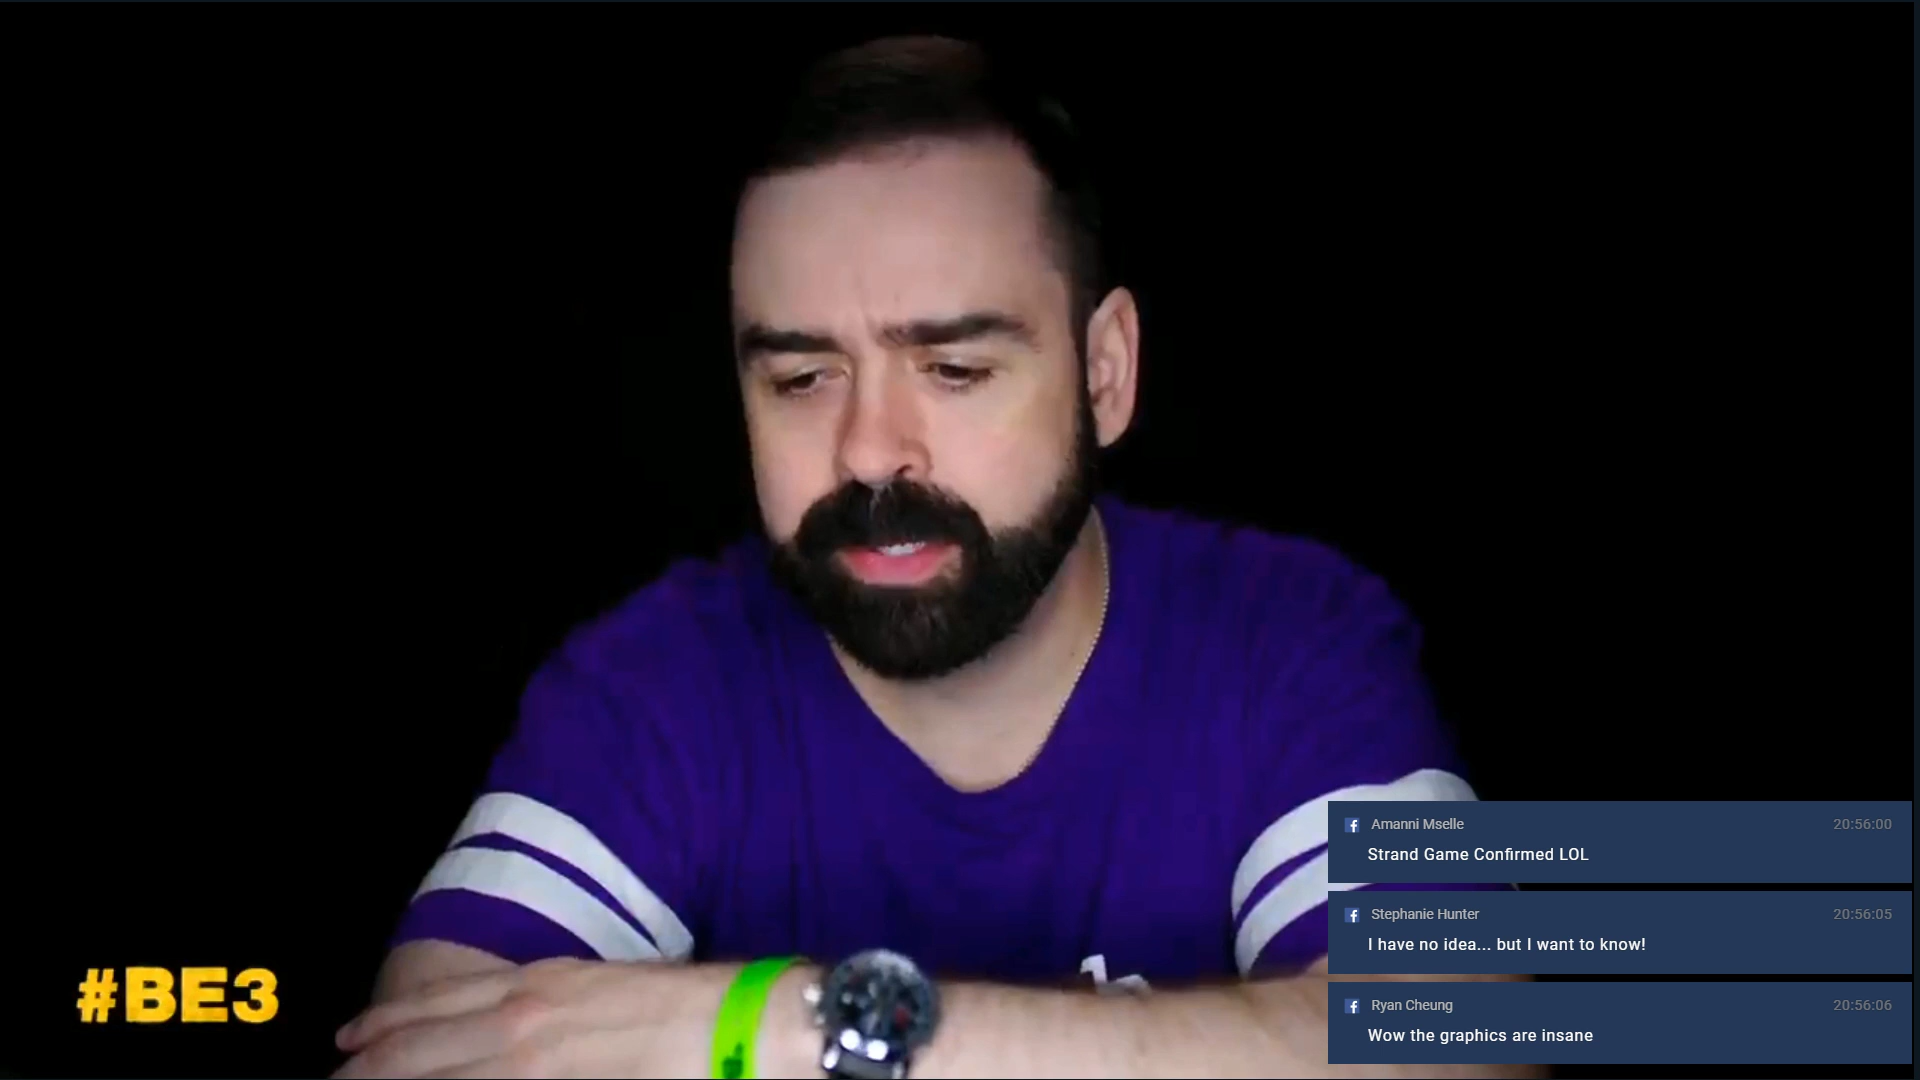 Amanni Mselle 20:56:00
Strand Game Confirmed LOL
Stephanie Hunter 20:56:05
I have no idea... but I want to know!
#BE3
Ryan Cheung 20:56:06
Wow the graphics are insane